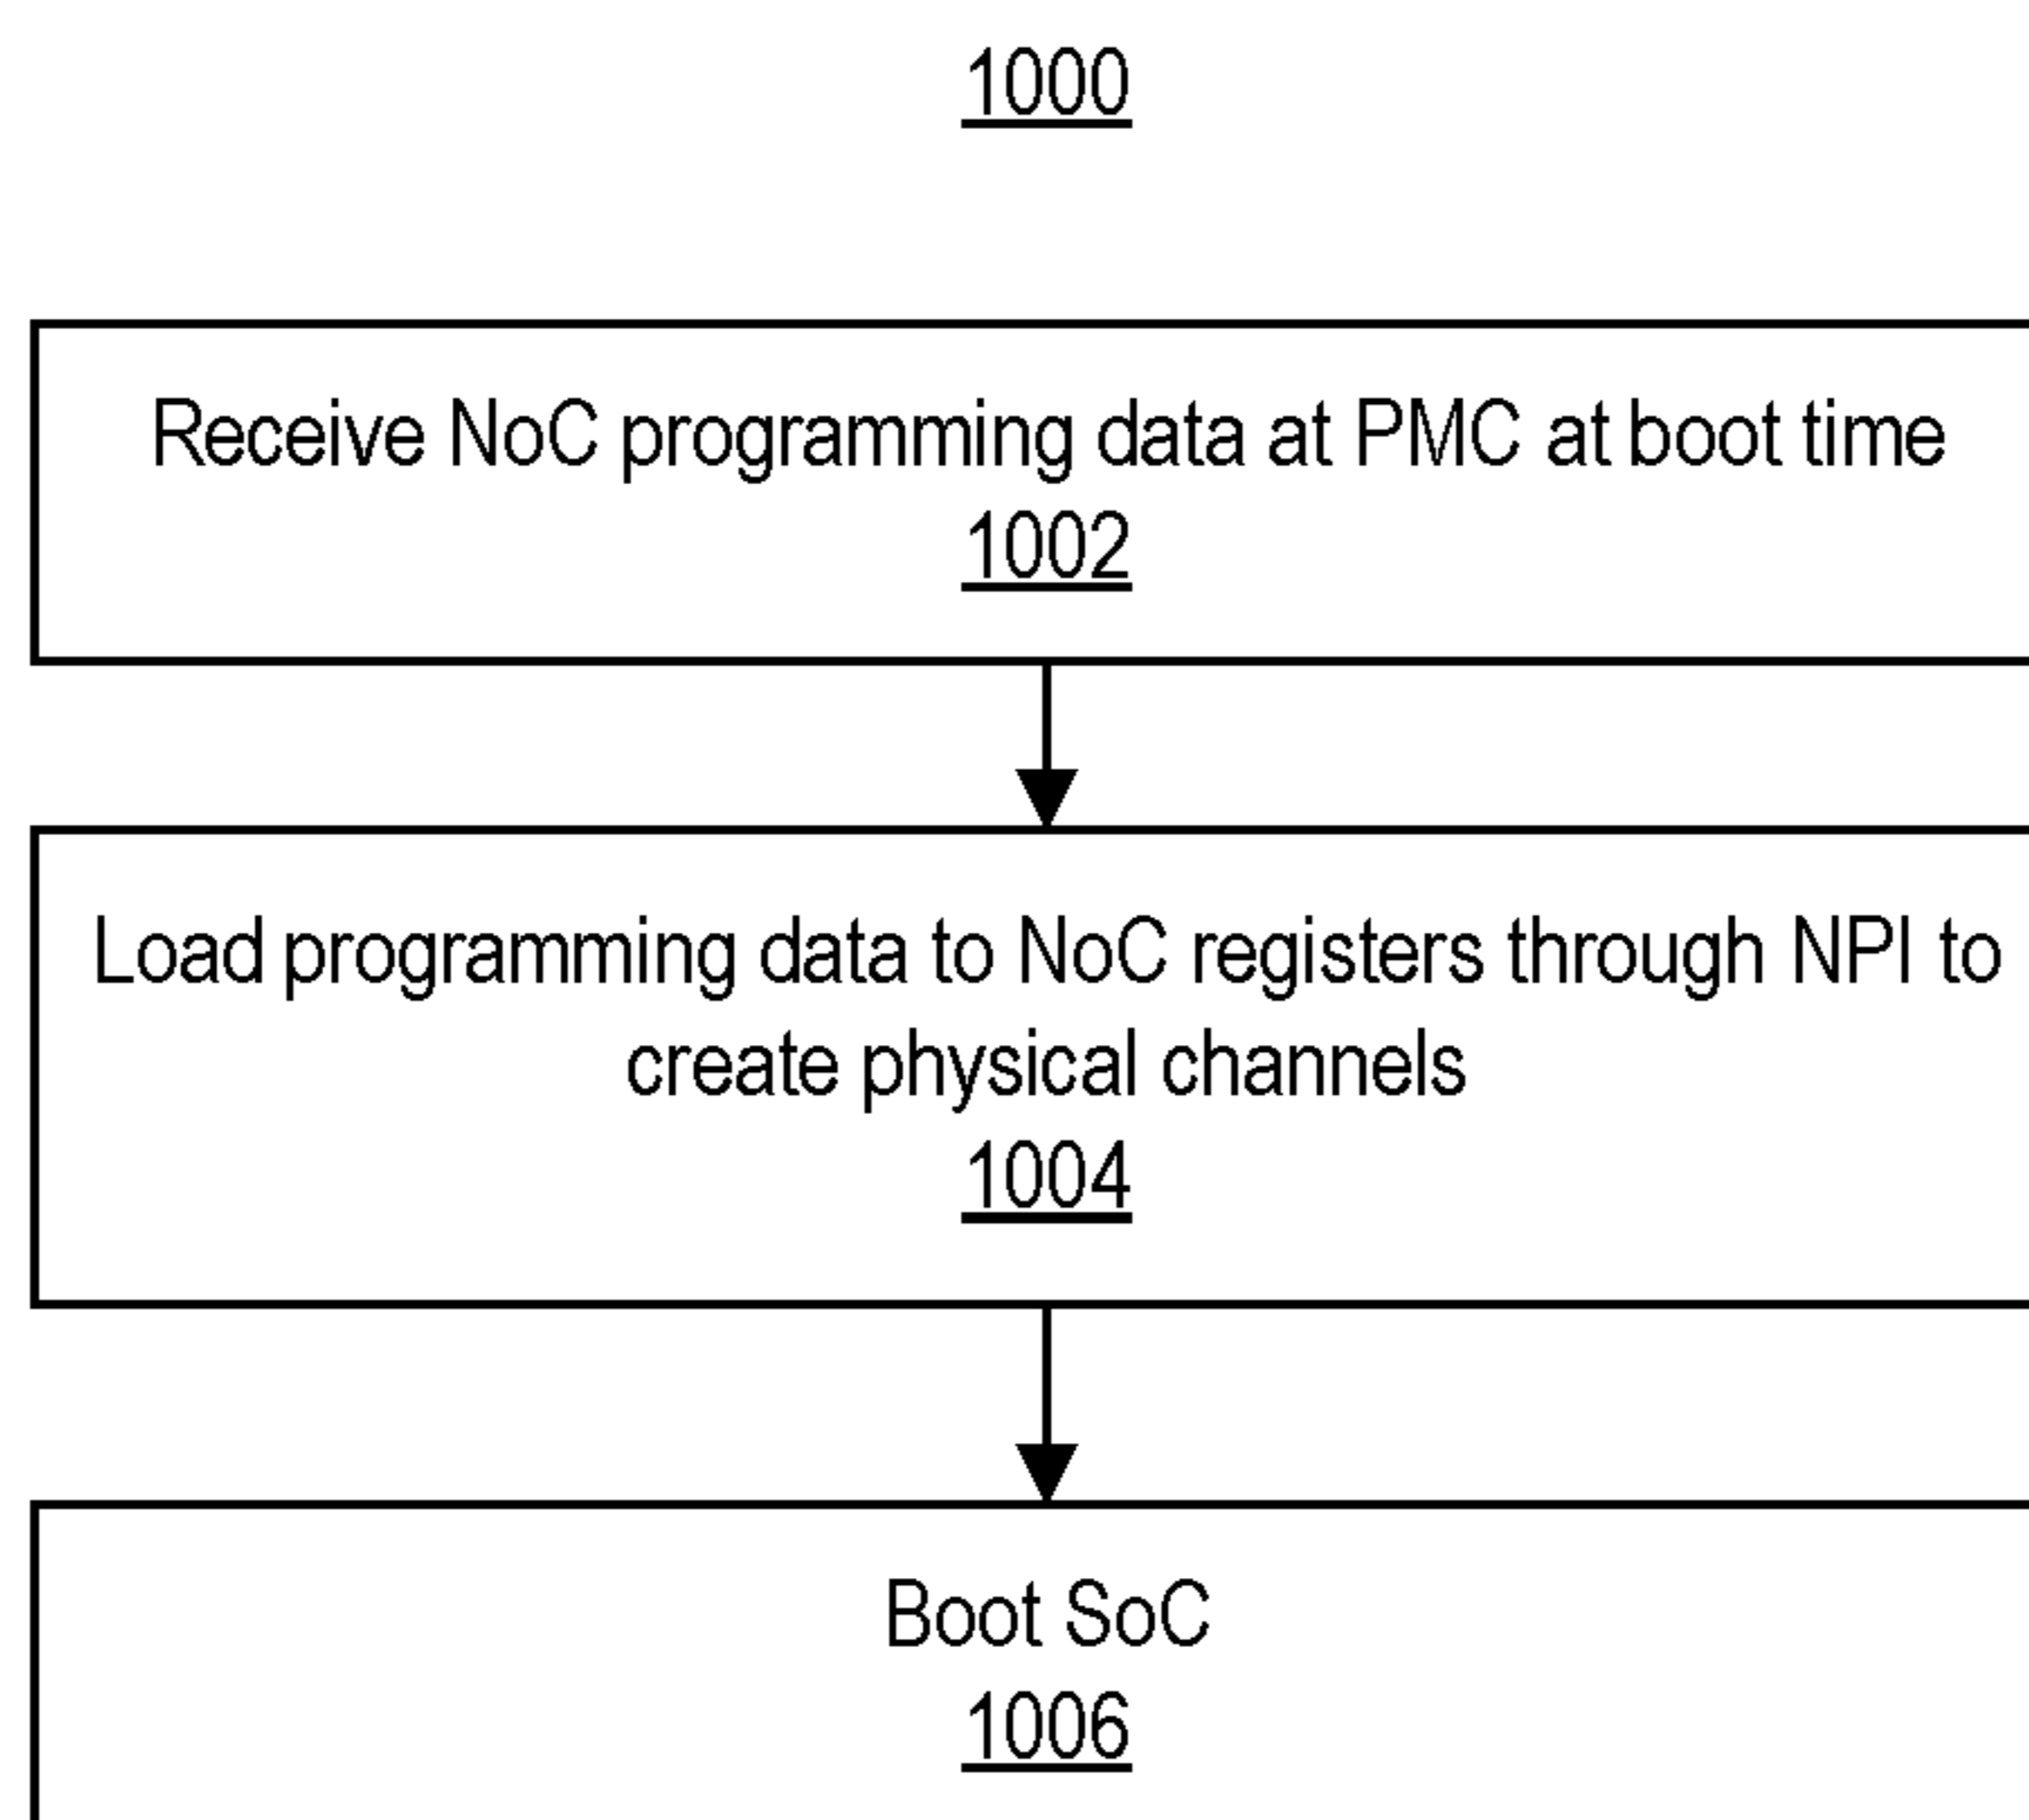 1000
Receive NoC programming data at PMC at boot time
1002
Load programming data to NoC registers through NPI to
create physical channels
1004
Boot SoC
1006